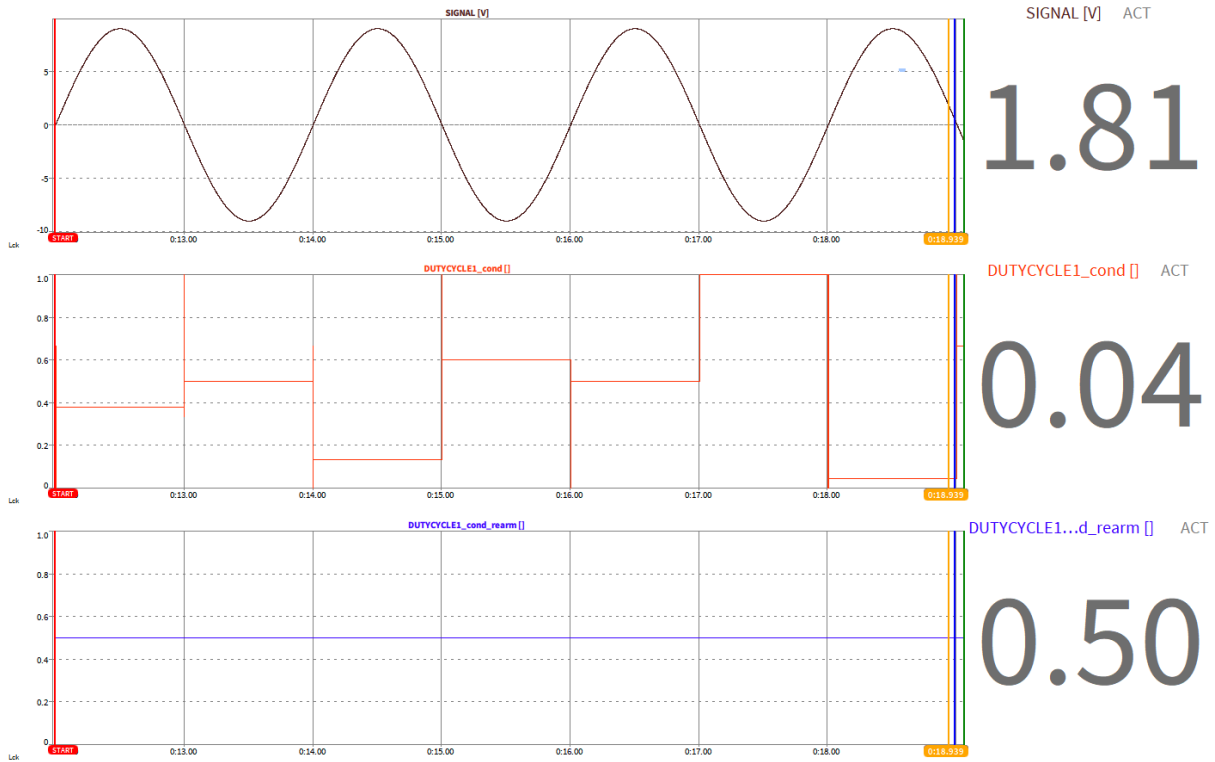 SIGNAL [V]
SIGNAL [V] ACT
5
0
-5
-10
1.81
Lck
START
0:13.00 0:14.00 0:15.00 0:16.00 0:17.00 0:18.00 0:18.939
DUTYCYCLE1_cond []
DUTYCYCLE1_cond [] ACT
1.0
0.8
0.6
0.4
0.2
0
0.04
Lck
START
0:13.00 0:14.00 0:15.00 0:16.00 0:17.00 0:18.00 0:18.939
DUTYCYCLE1_cond_rearm []
DUTYCYCLE1...d_rearm [] ACT
1.0
0.8
0.6
0.4
0.2
0
0.50
Lck
START
0:13.00 0:14.00 0:15.00 0:16.00 0:17.00 0:18.00 0:18.939